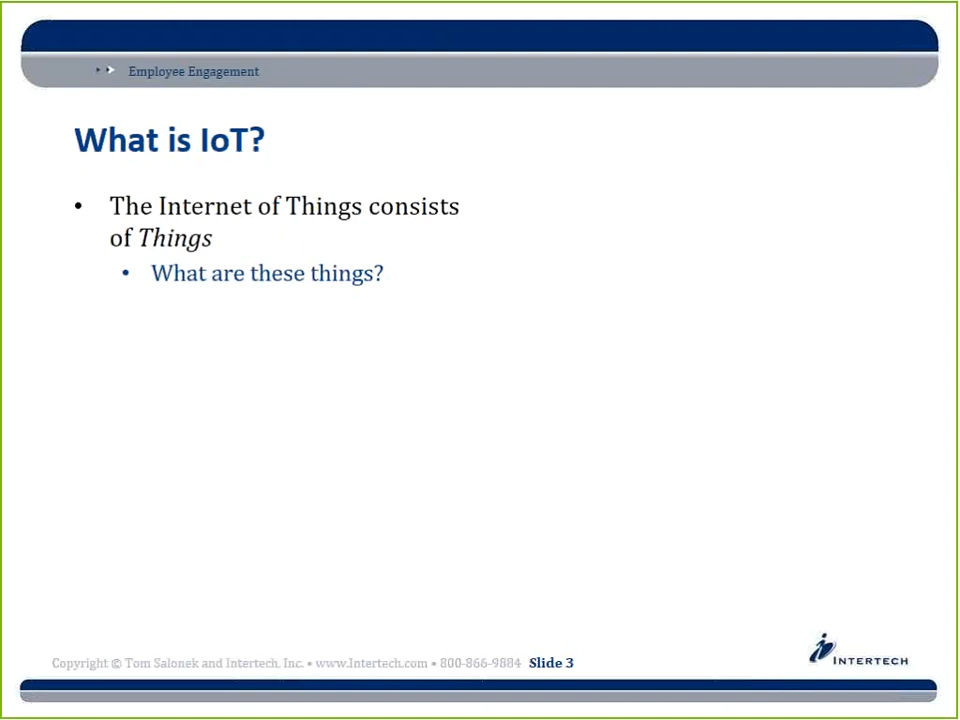 Employee Engagement
What is IoT?
• The Internet of Things consists
of Things
• What are these things?
Copyright © Tom Salonek and Intertech, Inc. • www.Intertech.com • 800-866-9884 Slide 3
INTERTECH